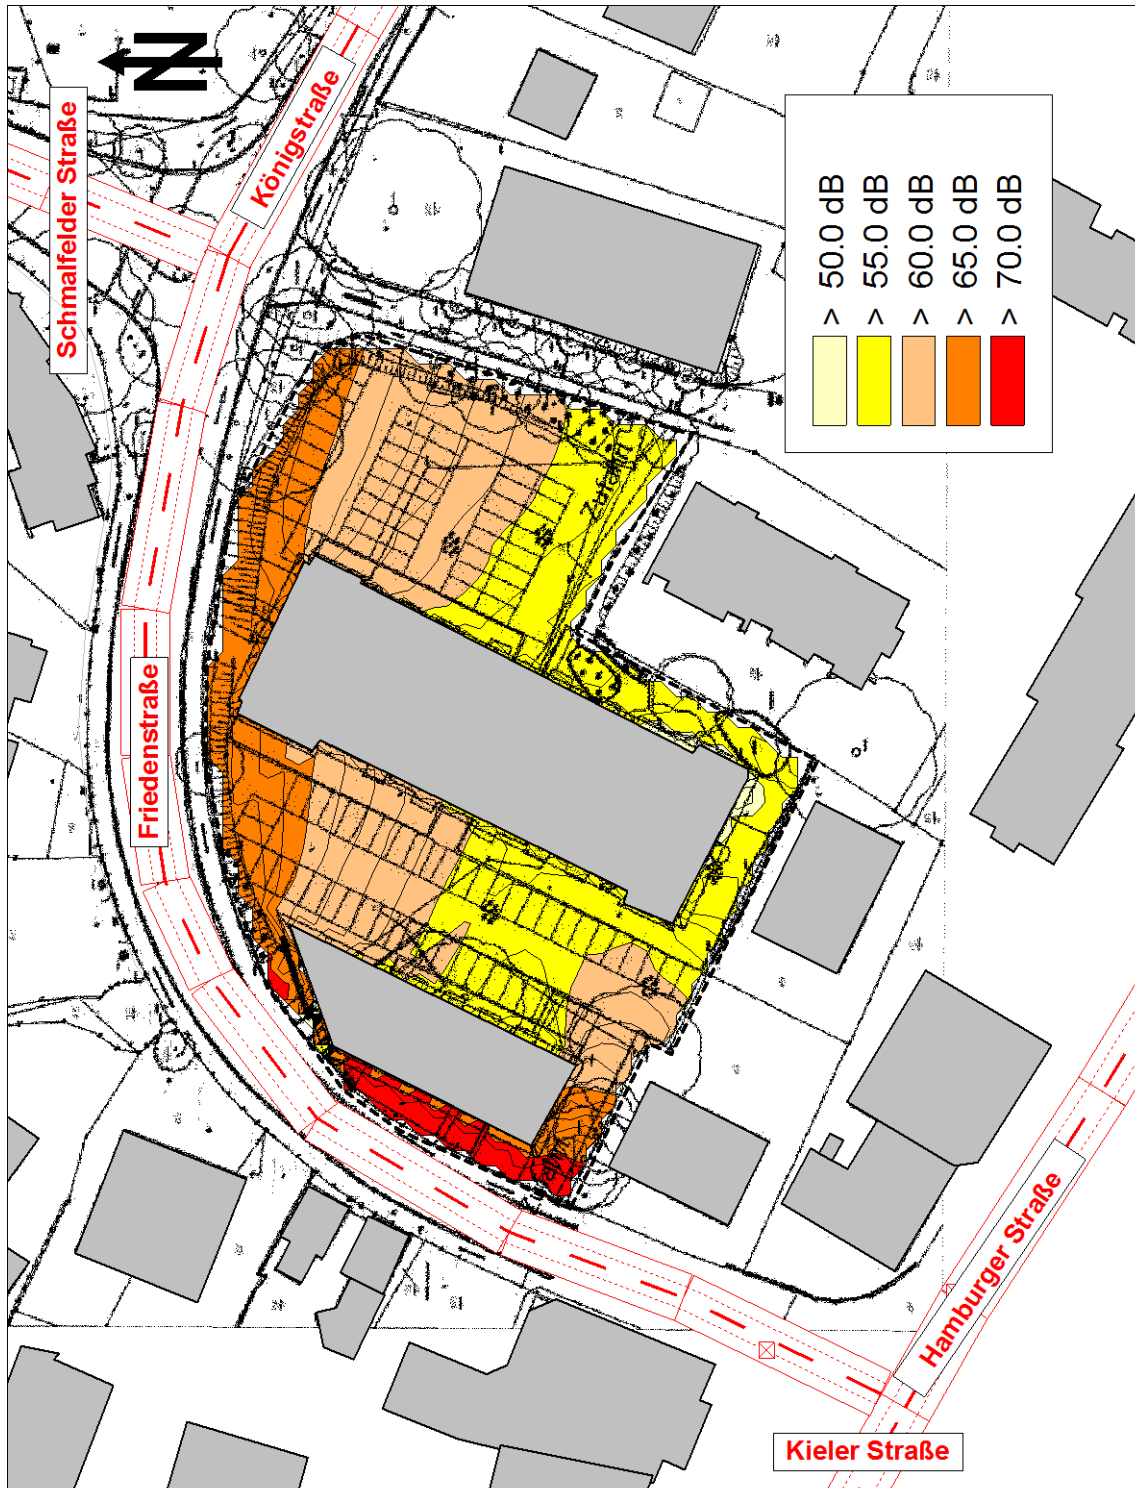 N
Schmalfelder Straße
Königstraße
> 50.0 dB
> 55.0 dB
> 60.0 dB
> 65.0 dB
> 70.0 dB
Zufahrt
Friedenstraße
Hamburger Straße
Kieler Straße